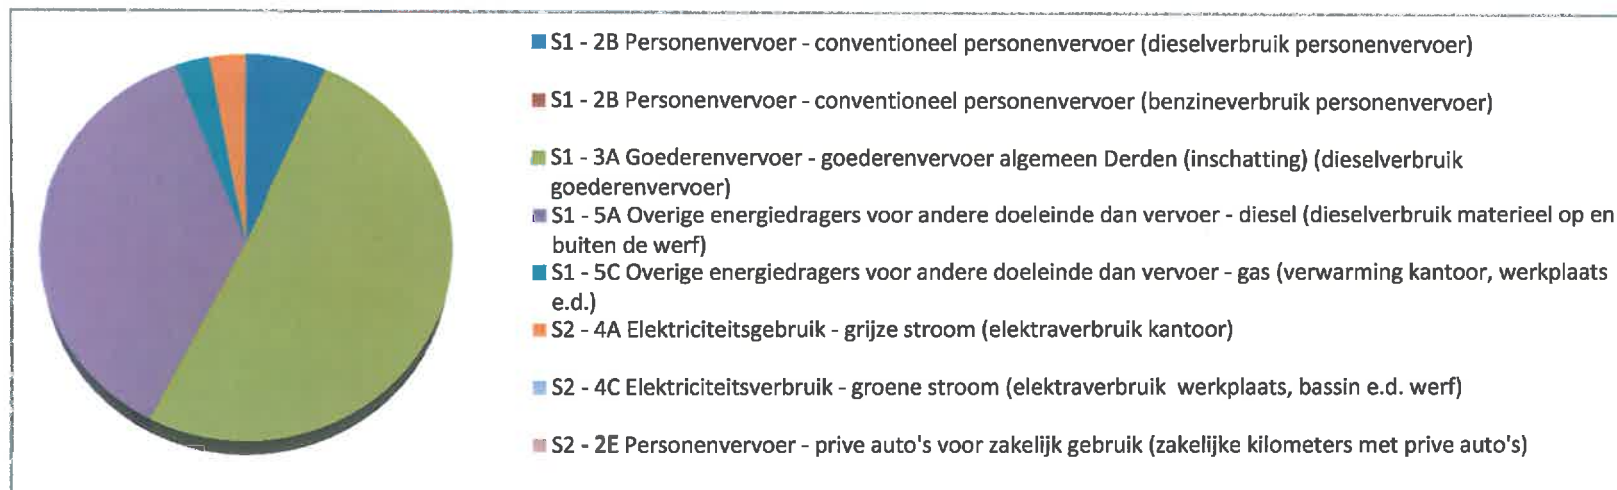 S1 - 2B Personenvervoer - conventioneel personenvervoer (dieselverbruik personenvervoer)
S1 - 2B Personenvervoer - conventioneel personenvervoer (benzineverbruik personenvervoer)
S1 - 3A Goederenvervoer - goederenvervoer algemeen Derden (inschatting) (dieselverbruik
goederenvervoer)
S1 - 5A Overige energiedragers voor andere doeleinde dan vervoer - diesel (dieselverbruik materieel op en
buiten de werf)
S1 - 5C Overige energiedragers voor andere doeleinde dan vervoer - gas (verwarming kantoor, werkplaats
e.d.)
S2 - 4A Elektriciteitsgebruik - grijze stroom (elektraverbruik kantoor)
S2 - 4C Elektriciteitsverbruik - groene stroom (elektraverbruik  werkplaats, bassin e.d. werf)
S2 - 2E Personenvervoer - prive auto's voor zakelijk gebruik (zakelijke kilometers met prive auto's)